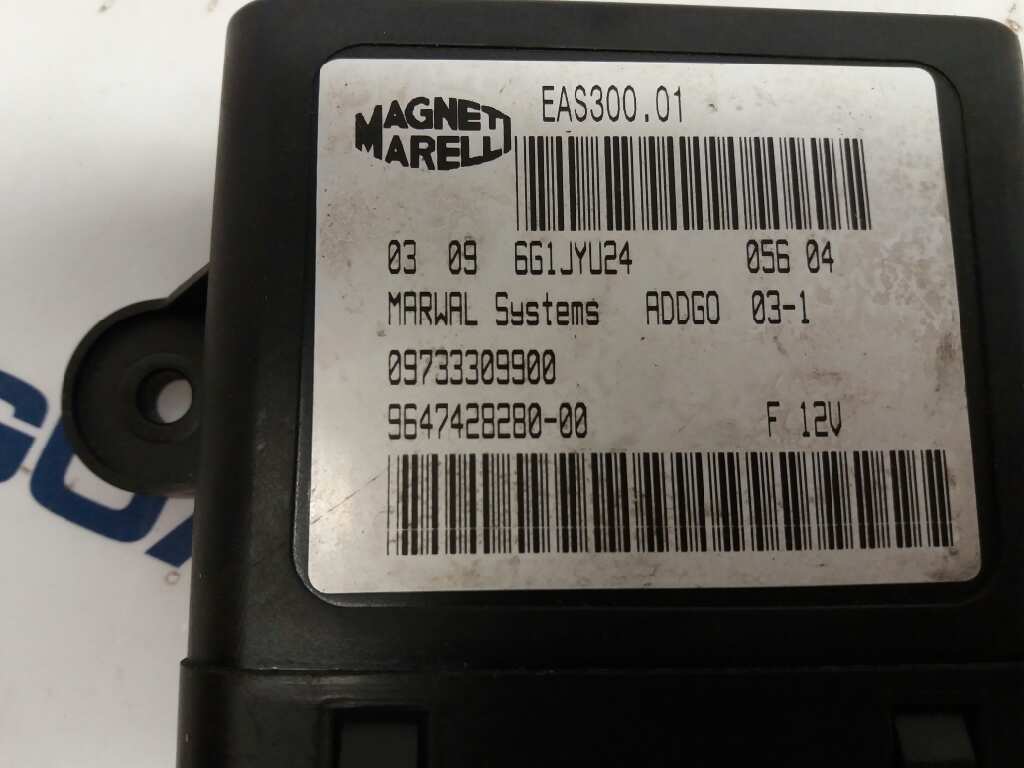 MAGNETI
MARELLI
EAS300.01
03 09 6G1JYU24 056 04
MARWAL Systems ADDGO 03-1
09733309900
9647428280-00 F 12V